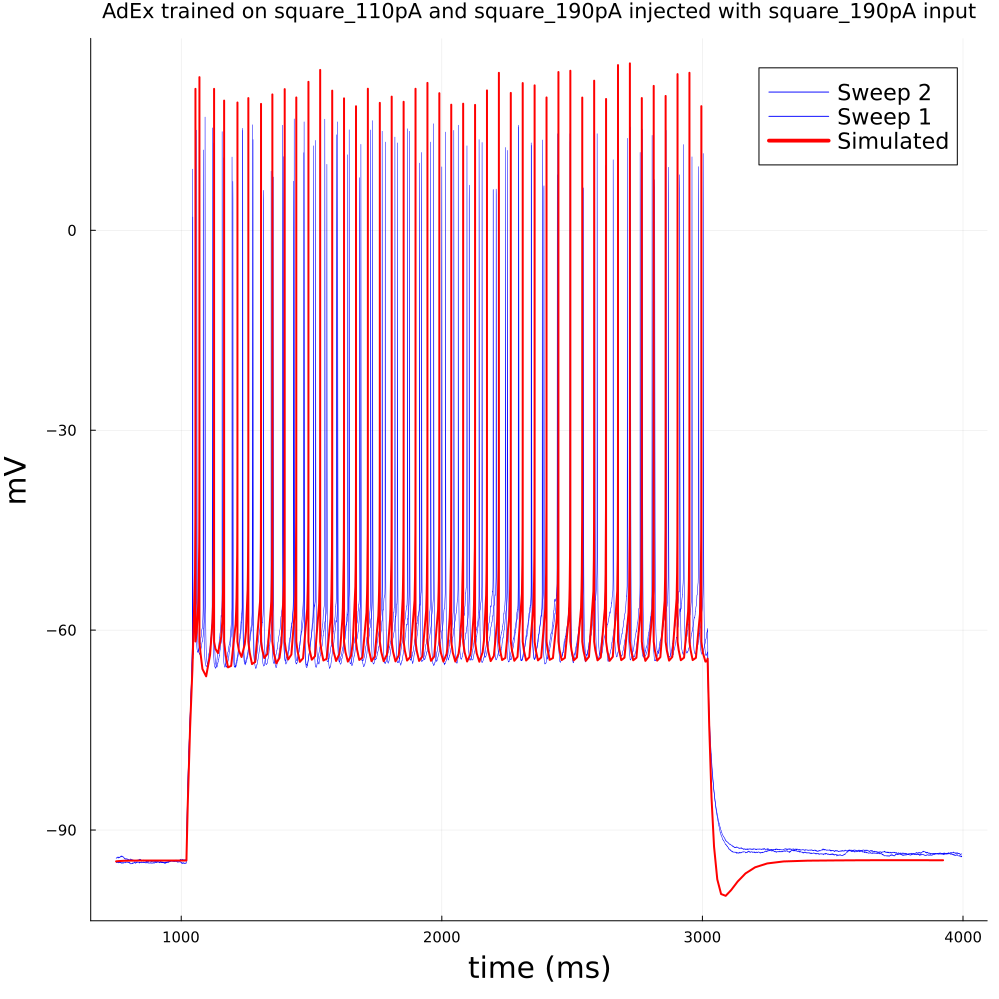 AdEx trained on square_110pA and square_190pA injected with square_190pA input
Sweep 2
Sweep 1
Simulated
0
−30
−60
−90
mV
1000
2000
3000
4000
time (ms)